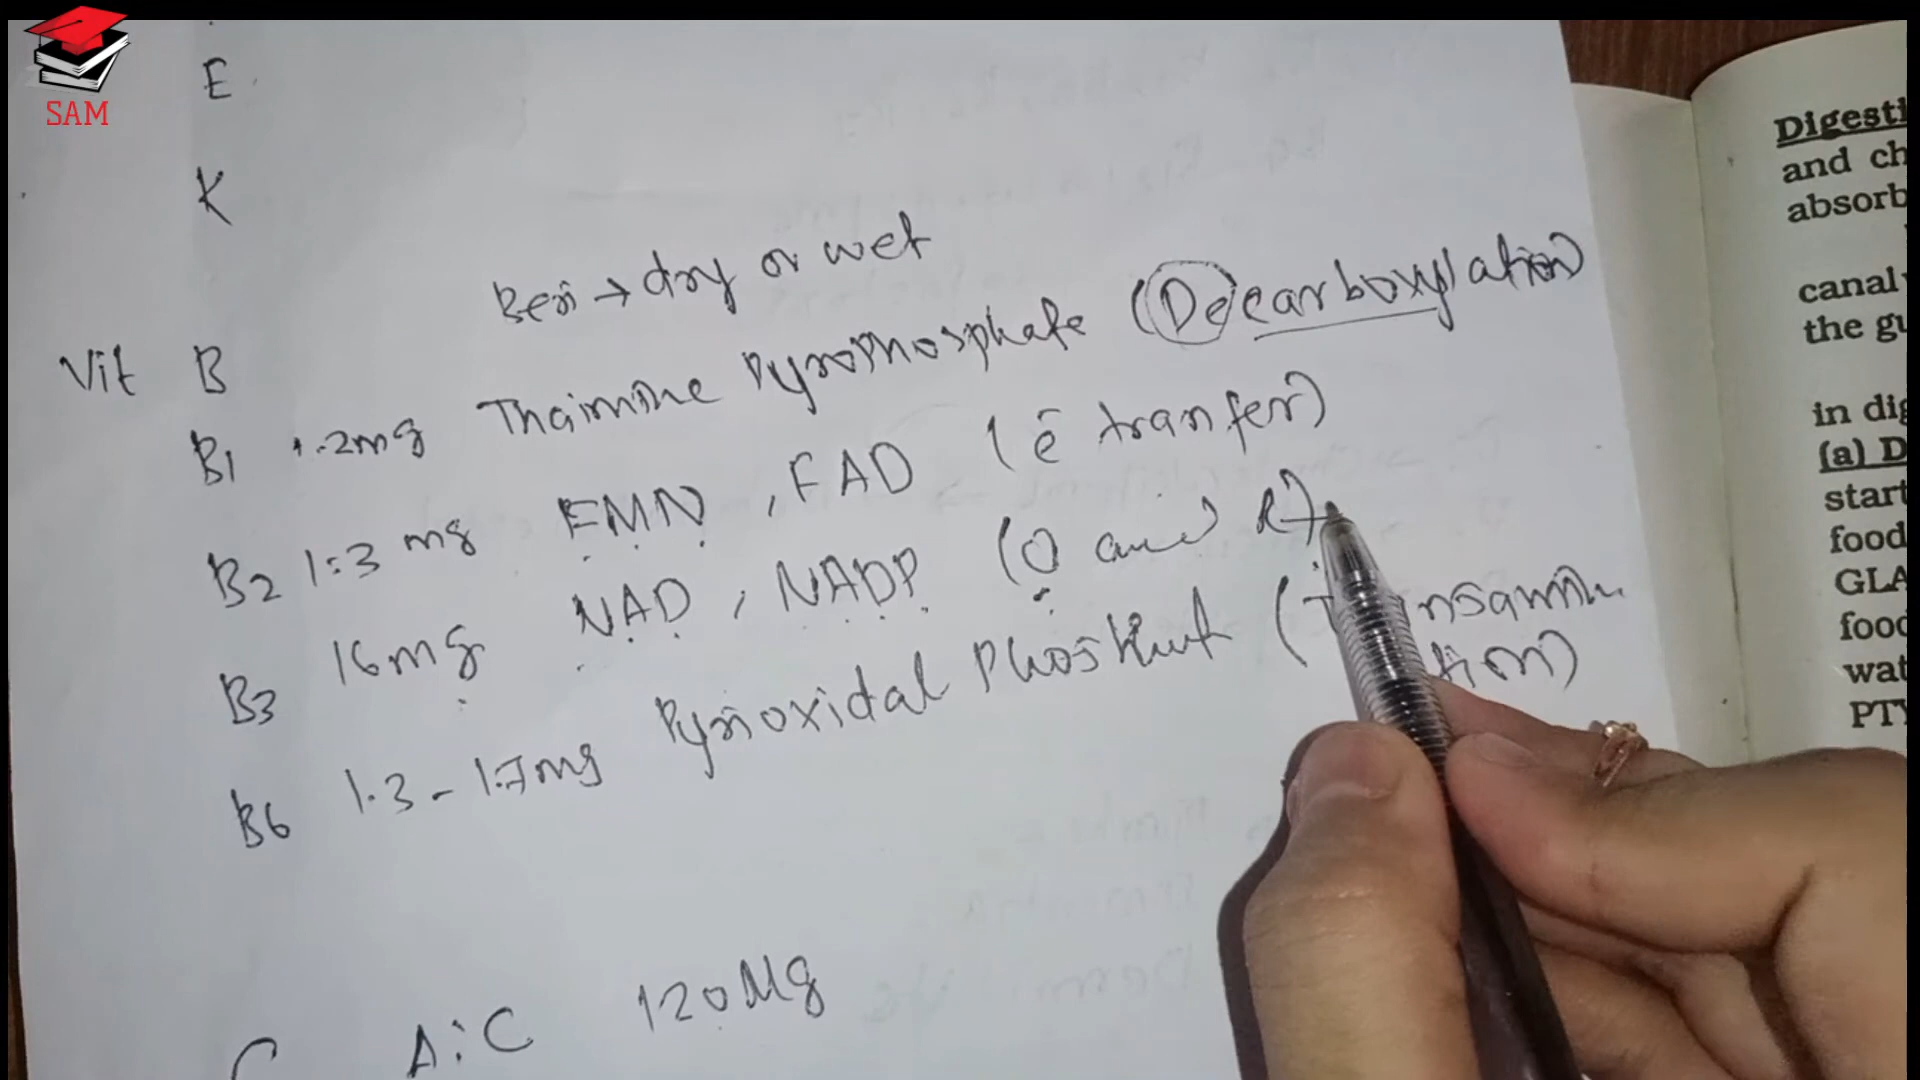 SAM
E
K
Beri → dry or wet
Vit B
B1 1.2mg Thaimine Pyrophosphate (Decarboxylation)
B2 1.3 mg FMN, FAD (ē tranfer)
B3 16mg NAD, NADP (O and R)
B6 1.3-1.7mg Pyrioxidal
C A:C 120Mg
Digesti
and ch
absorb
canal
the gu
in dig
(a) D
start
food
GLA
food
wat
PTY